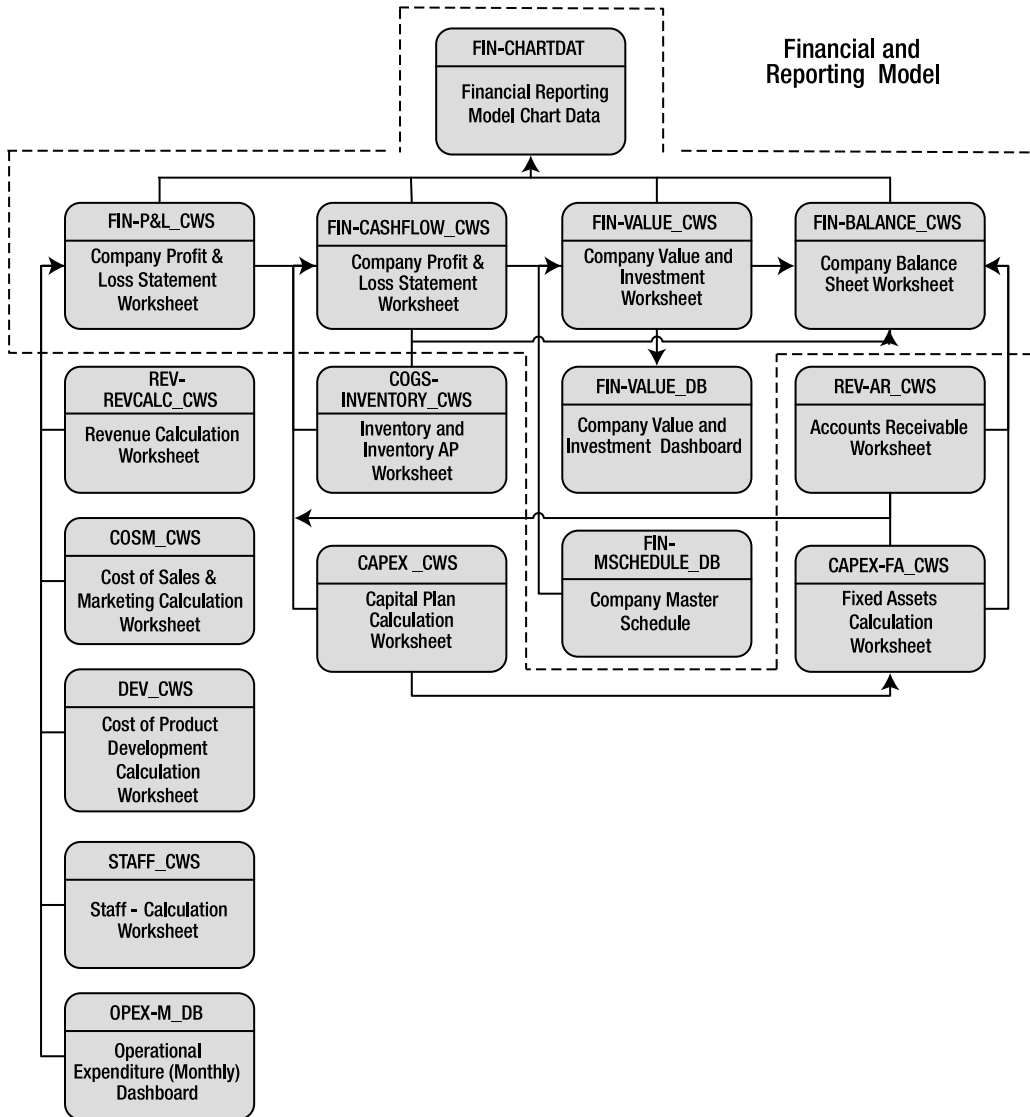 FIN-CHARTDAT
Financial Reporting
Model Chart Data
Financial and
Reporting Model
FIN-P&L_CWS
Company Profit &
Loss Statement
Worksheet
FIN-CASHFLOW_CWS
Company Profit &
Loss Statement
Worksheet
FIN-VALUE_CWS
Company Value and
Investment
Worksheet
FIN-BALANCE_CWS
Company Balance
Sheet Worksheet
REV-
REVCALC_CWS
Revenue Calculation
Worksheet
COGS-
INVENTORY_CWS
Inventory and
Inventory AP
Worksheet
FIN-VALUE_DB
Company Value and
Investment Dashboard
REV-AR_CWS
Accounts Receivable
Worksheet
COSM_CWS
Cost of Sales &
Marketing Calculation
Worksheet
CAPEX _CWS
Capital Plan
Calculation
Worksheet
FIN-
MSCHEDULE_DB
Company Master
Schedule
CAPEX-FA_CWS
Fixed Assets
Calculation
Worksheet
DEV_CWS
Cost of Product
Development
Calculation
Worksheet
STAFF_CWS
Staff - Calculation
Worksheet
OPEX-M_DB
Operational
Expenditure (Monthly)
Dashboard